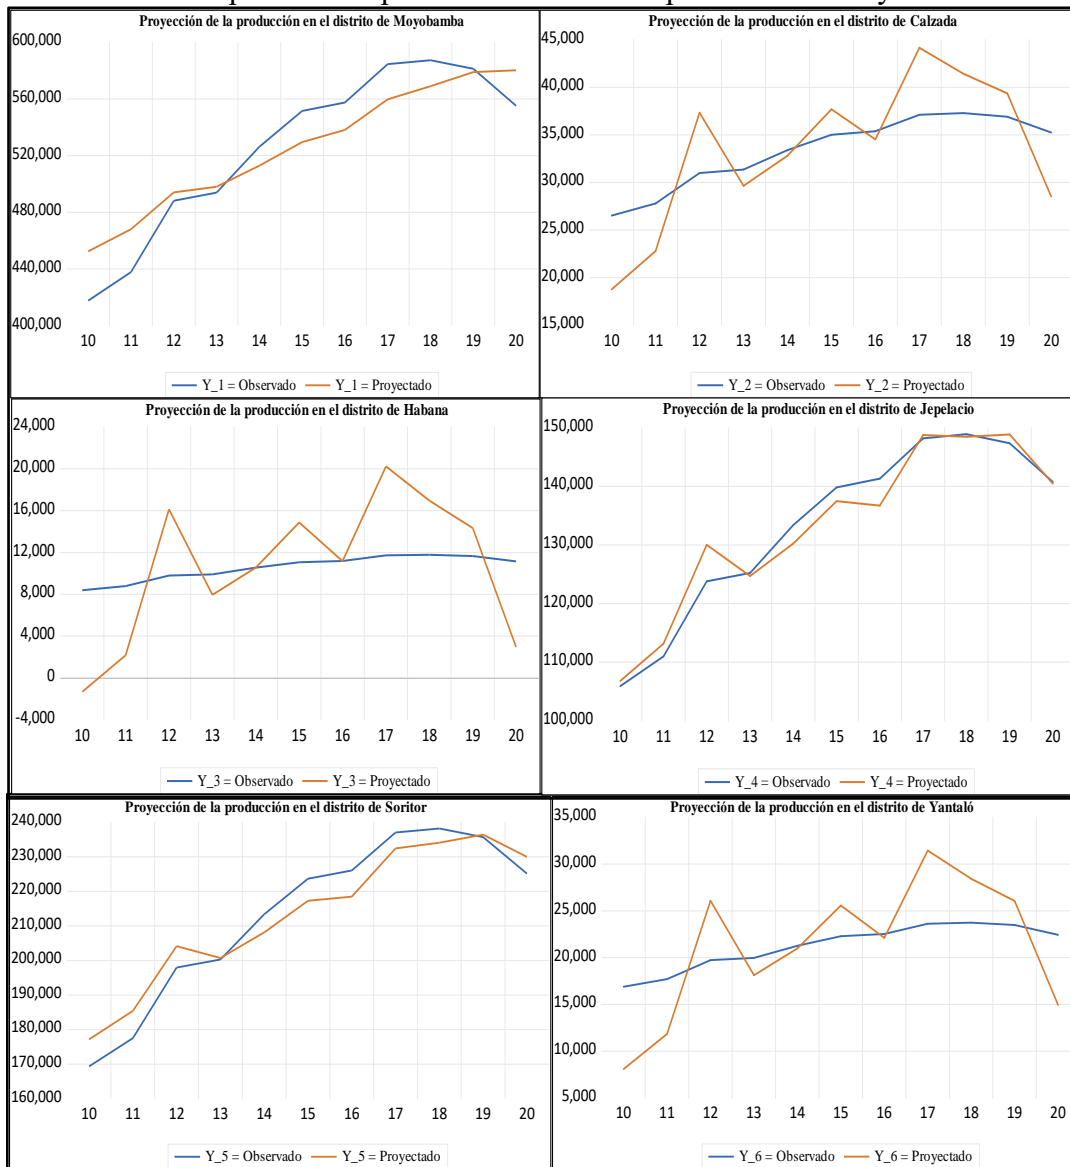 Proyección de la producción en el distrito de Moyobamba
600,000
560,000
520,000
480,000
440,000
400,000
10 11 12 13 14 15 16 17 18 19 20
Y_1 = Observado Y_1 = Proyectado
Proyección de la producción en el distrito de Calzada
45,000
40,000
35,000
30,000
25,000
20,000
15,000
10 11 12 13 14 15 16 17 18 19 20
Y_2 = Observado Y_2 = Proyectado
Proyección de la producción en el distrito de Habana
24,000
20,000
16,000
12,000
8,000
4,000
0
-4,000
10 11 12 13 14 15 16 17 18 19 20
Y_3 = Observado Y_3 = Proyectado
Proyección de la producción en el distrito de Jepelacio
150,000
140,000
130,000
120,000
110,000
100,000
10 11 12 13 14 15 16 17 18 19 20
Y_4 = Observado Y_4 = Proyectado
Proyección de la producción en el distrito de Soritor
240,000
230,000
220,000
210,000
200,000
190,000
180,000
170,000
160,000
10 11 12 13 14 15 16 17 18 19 20
Y_5 = Observado Y_5 = Proyectado
Proyección de la producción en el distrito de Yantaló
35,000
30,000
25,000
20,000
15,000
10,000
5,000
10 11 12 13 14 15 16 17 18 19 20
Y_6 = Observado Y_6 = Proyectado